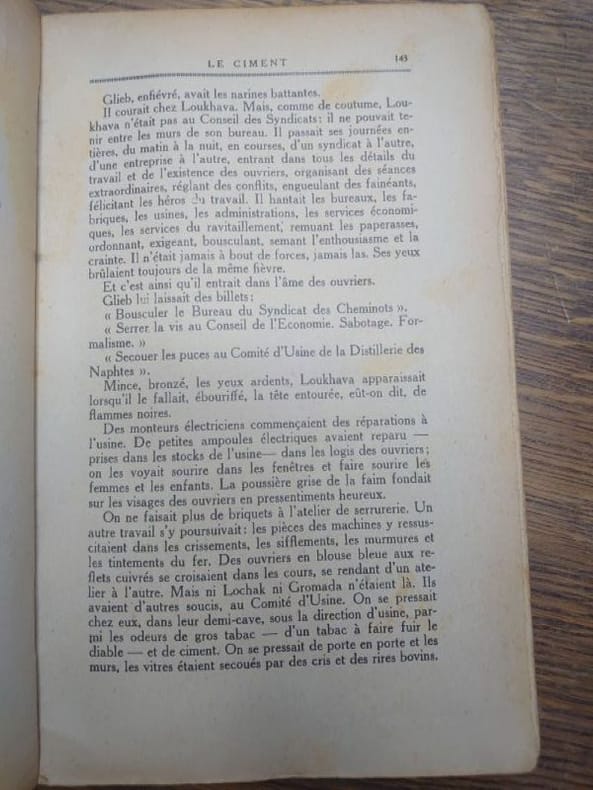 LE CIMENT 145
Glieb, enfiévré, avait les narines battantes.
Il courait chez Loukhava. Mais, comme de coutume, Lou-
khava n'était pas au Conseil des Syndicats : il ne pouvait te-
nir entre les murs de son bureau. Il passait ses journées en-
tières, du matin à la nuit, en courses, d'un syndicat à l'autre,
d'une entreprise à l'autre, entrant dans tous les détails du
travail et de l'existence des ouvriers, organisant des séances
extraordinaires, réglant des conflits, engueulant des fainéants,
félicitant les héros du travail. Il hantait les bureaux, les fa-
briques, les usines, les administrations, les services économi-
ques, les services du ravitaillement, remuant les paperasses,
ordonnant, exigeant, bousculant, semant l'enthousiasme et la
crainte. Il n'était jamais à bout de forces, jamais las. Ses yeux
brûlaient toujours de la même fièvre.
Et c'est ainsi qu'il entrait dans l'âme des ouvriers.
Glieb lui laissait des billets :
« Bousculer le Bureau du Syndicat des Cheminots ».
« Serrer la vis au Conseil de l'Economie. Sabotage. For-
malisme. »
« Secouer les puces au Comité d'Usine de la Distillerie des
Naphtes ».
Mince, bronzé, les yeux ardents, Loukhava apparaissait
lorsqu'il le fallait, ébouriffé, la tête entourée, eût-on dit, de
flammes noires.
Des monteurs électriciens commençaient des réparations à
l'usine. De petites ampoules électriques avaient reparu —
prises dans les stocks de l'usine— dans les logis des ouvriers ;
on les voyait sourire dans les fenêtres et faire sourire les
femmes et les enfants. La poussière grise de la faim fondait
sur les visages des ouvriers en pressentiments heureux.
On ne faisait plus de briquets à l'atelier de serrurerie. Un
autre travail s'y poursuivait : les pièces des machines y ressus-
citaient dans les crissements, les sifflements, les murmures et
les tintements du fer. Des ouvriers en blouse bleue aux re-
flets cuivrés se croisaient dans les cours, se rendant d'un ate-
lier à l'autre. Mais ni Lochak ni Gromada n'étaient là. Ils
avaient d'autres soucis, au Comité d'Usine. On se pressait
chez eux, dans leur demi-cave, sous la direction d'usine, par-
mi les odeurs de gros tabac — d'un tabac à faire fuir le
diable — et de ciment. On se pressait de porte en porte et les
murs, les vitres étaient secoués par des cris et des rires bovins.